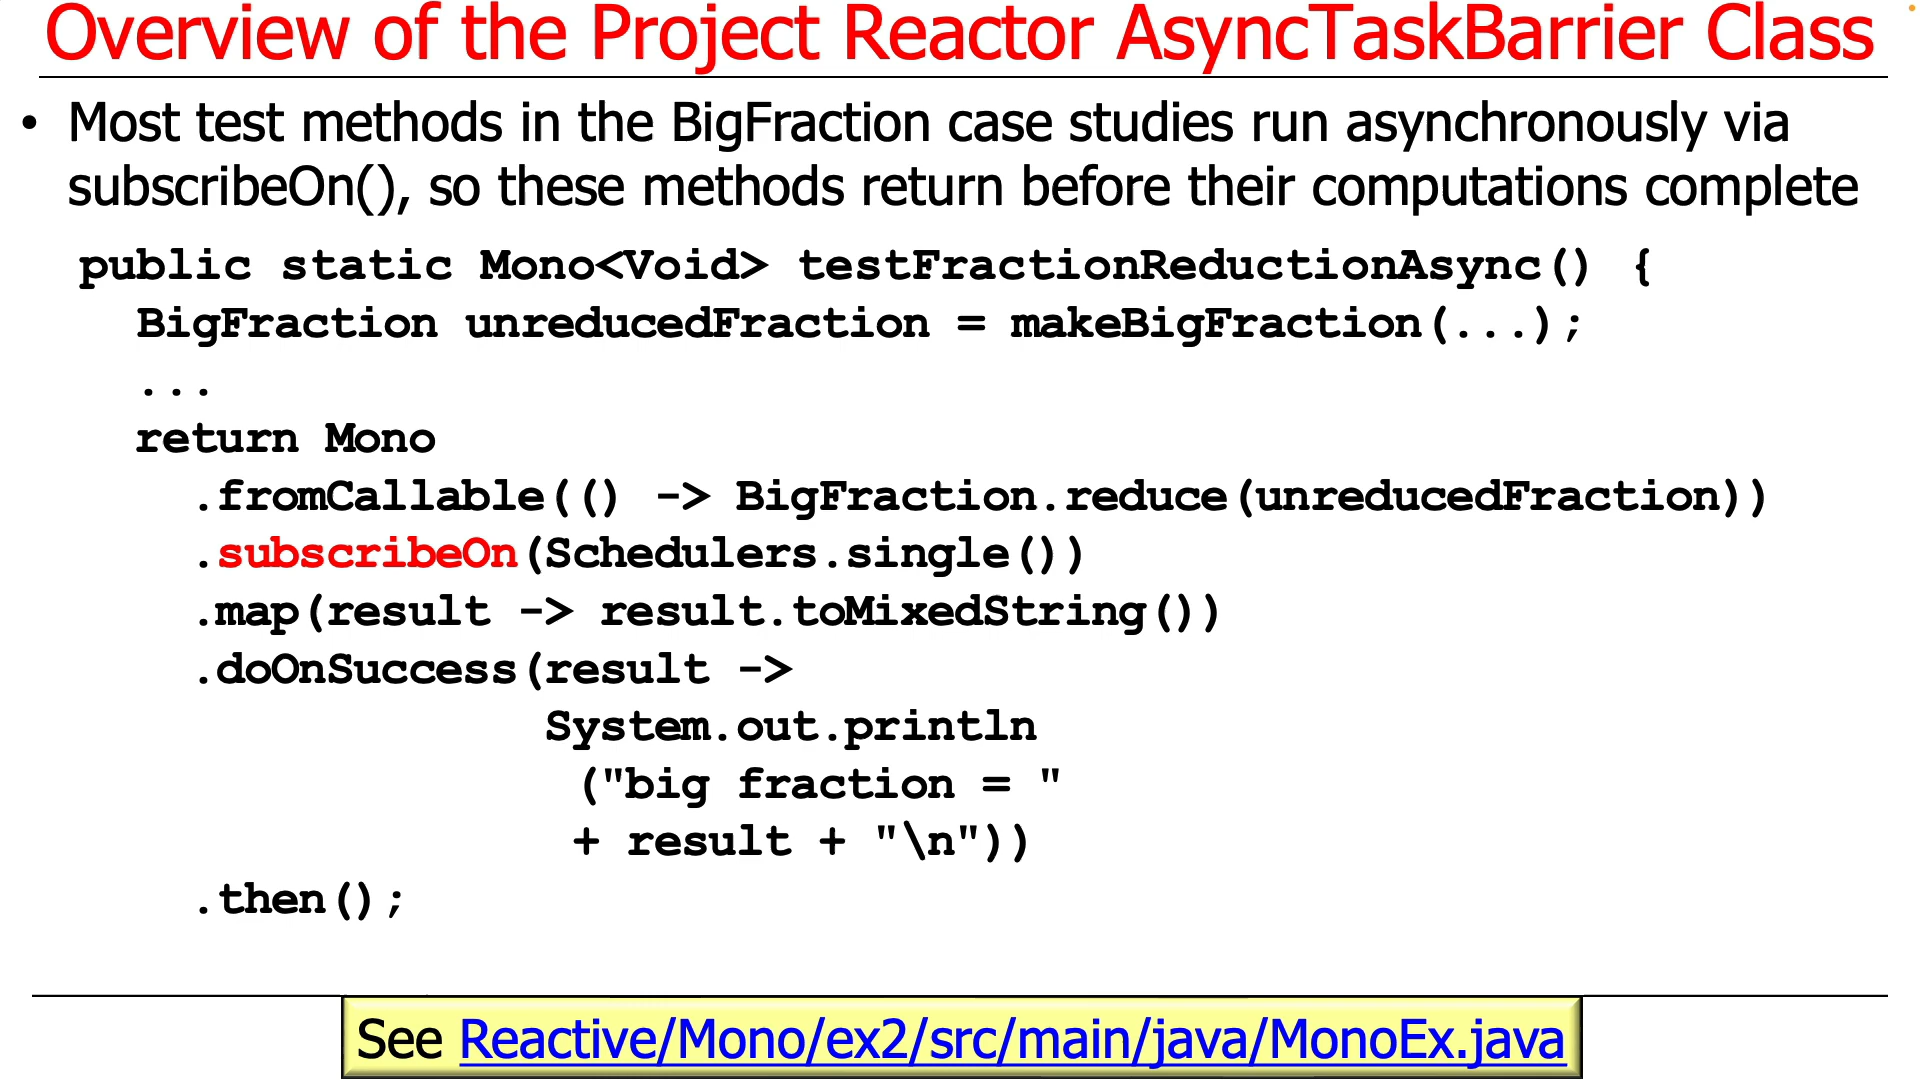 Overview of the Project Reactor AsyncTaskBarrier Class
• Most test methods in the BigFraction case studies run asynchronously via
subscribeOn(), so these methods return before their computations complete
public static Mono<Void> testFractionReductionAsync() {
BigFraction unreducedFraction = makeBigFraction(...);
...
return Mono
.fromCallable(() -> BigFraction.reduce(unreducedFraction))
.subscribeOn(Schedulers.single())
.map(result -> result.toMixedString())
.doOnSuccess(result ->
System.out.println
("big fraction = "
+ result + "\n"))
.then();
See Reactive/Mono/ex2/src/main/java/MonoEx.java